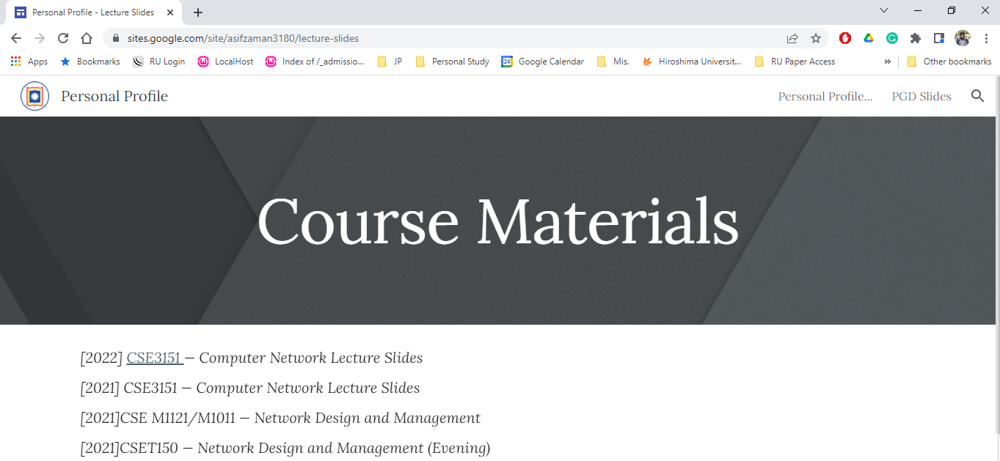 Personal Profile - Lecture Slides
sites.google.com/site/asifzaman3180/lecture-slides
Apps Bookmarks RU Login LocalHost Index of /_admissio... JP Personal Study 24 Google Calendar Mis. Hiroshima Universit... RU Paper Access » Other bookmarks
Personal Profile Personal Profile... PGD Slides
Course Materials
[2022] CSE3151 — Computer Network Lecture Slides
[2021] CSE3151 — Computer Network Lecture Slides
[2021]CSE M1121/M1011 — Network Design and Management
[2021]CSET150 — Network Design and Management (Evening)